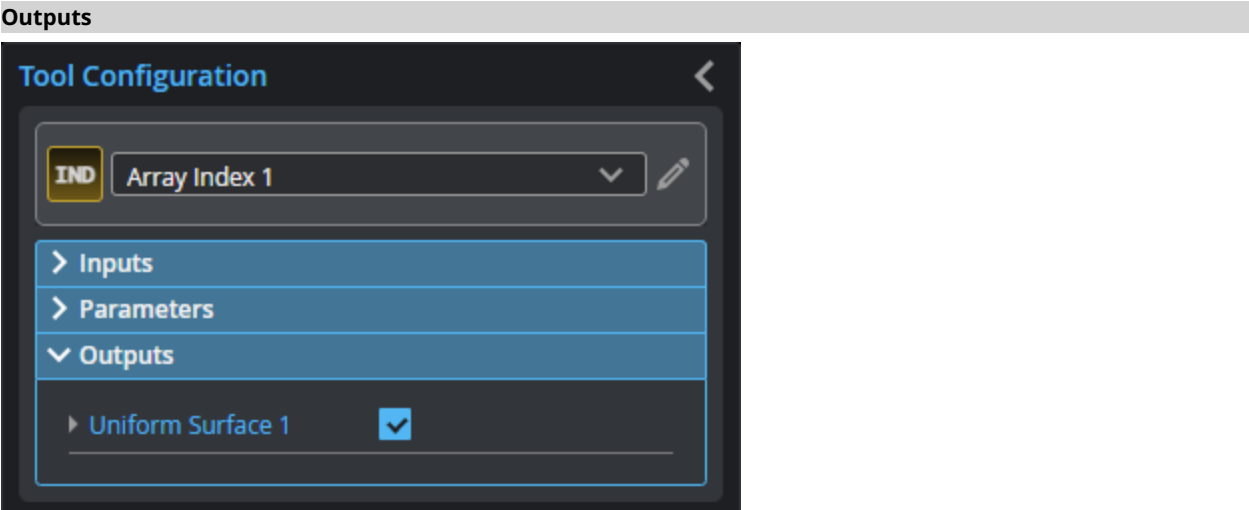 Outputs
Tool Configuration
IND
Array Index 1
Inputs
Parameters
Outputs
Uniform Surface 1